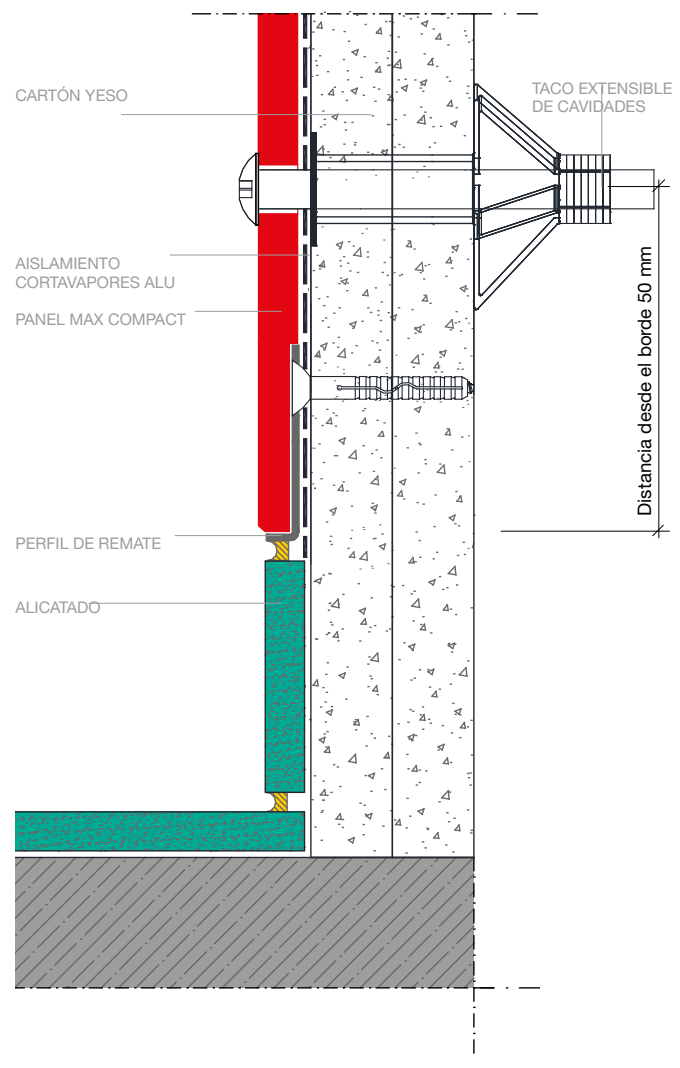 CARTÓN YESO
TACO EXTENSIBLE
DE CAVIDADES
AISLAMIENTO
CORTAVAPORES ALU
PANEL MAX COMPACT
Distancia desde el borde 50 mm
PERFIL DE REMATE
ALICATADO